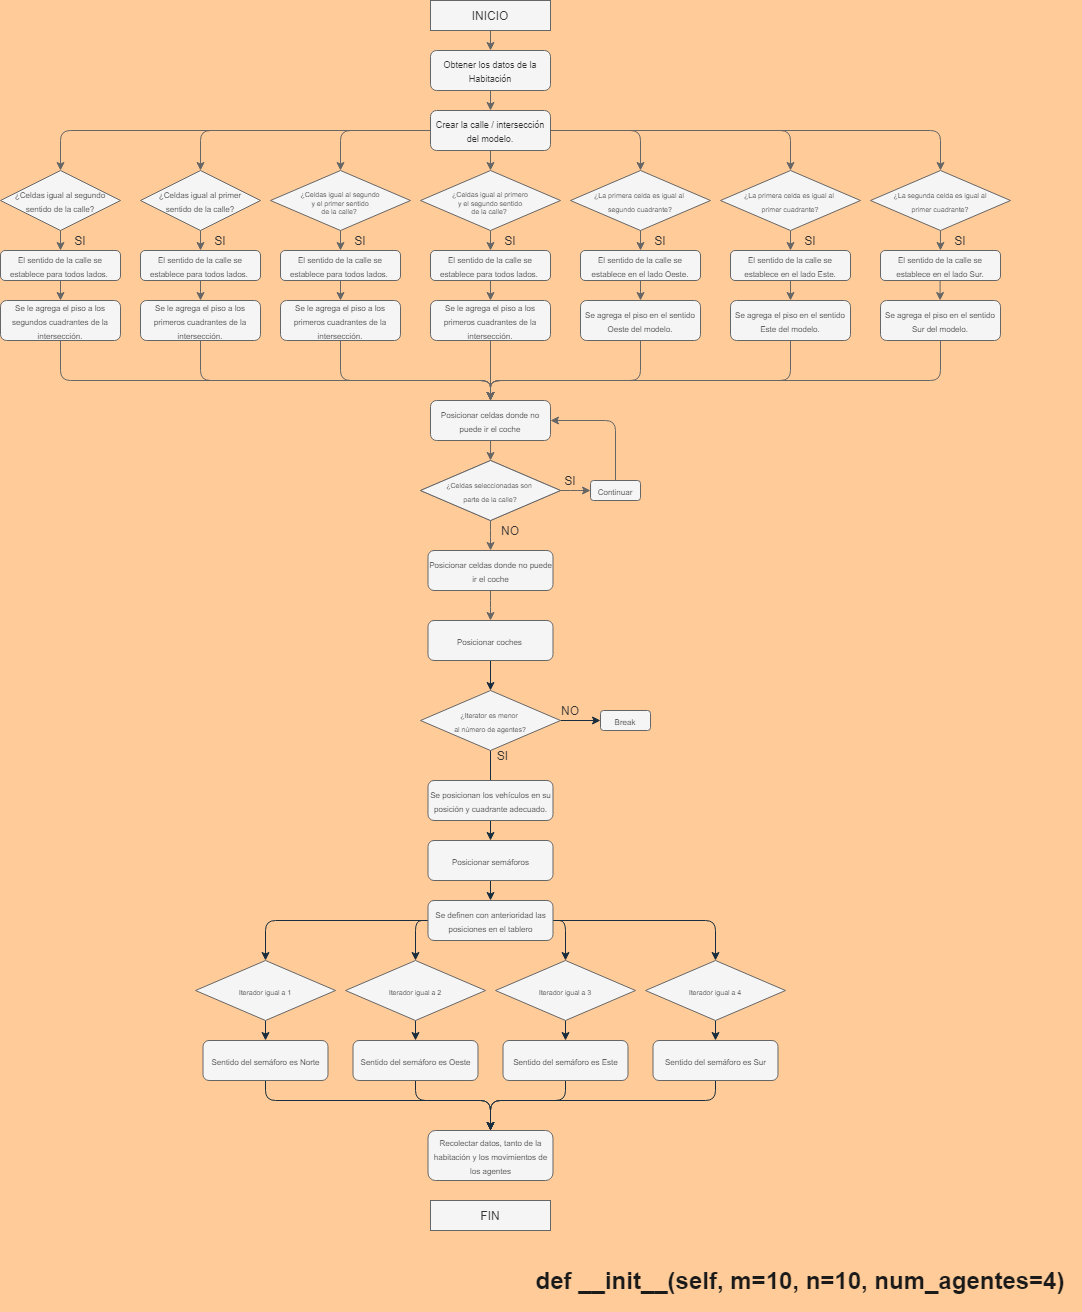 INICIO
Obtener los datos de la
Habitación
Crear la calle / intersección
del modelo.
¿Celdas igual al segundo
sentido de la calle?
¿Celdas igual al primer
sentido de la calle?
¿Celdas igual al segundo
y el primer sentido
de la calle?
¿Celdas igual al primero
y el segundo sentido
de la calle?
¿La primera celda es igual al
segundo cuadrante?
¿La primera celda es igual al
primer cuadrante?
¿La segunda celda es igual al
primer cuadrante?
SI
SI
SI
SI
SI
SI
SI
El sentido de la calle se
establece para todos lados.
El sentido de la calle se
establece para todos lados.
El sentido de la calle se
establece para todos lados.
El sentido de la calle se
establece para todos lados.
El sentido de la calle se
establece en el lado Oeste.
El sentido de la calle se
establece en el lado Este.
El sentido de la calle se
establece en el lado Sur.
Se le agrega el piso a los
segundos cuadrantes de la
intersección.
Se le agrega el piso a los
primeros cuadrantes de la
intersección.
Se le agrega el piso a los
primeros cuadrantes de la
intersección.
Se le agrega el piso a los
primeros cuadrantes de la
intersección.
Se agrega el piso en el sentido
Oeste del modelo.
Se agrega el piso en el sentido
Este del modelo.
Se agrega el piso en el sentido
Sur del modelo.
Posicionar celdas donde no
puede ir el coche
¿Celdas seleccionadas son
parte de la calle?
SI
Continuar
NO
Posicionar celdas donde no puede
ir el coche
Posicionar coches
¿Iterator es menor
al número de agentes?
NO
Break
SI
Se posicionan los vehículos en su
posición y cuadrante adecuado.
Posicionar semáforos
Se definen con anterioridad las
posiciones en el tablero
Iterador igual a 1
Iterador igual a 2
Iterador igual a 3
Iterador igual a 4
Sentido del semáforo es Norte
Sentido del semáforo es Oeste
Sentido del semáforo es Este
Sentido del semáforo es Sur
Recolectar datos, tanto de la
habitación y los movimientos de
los agentes
FIN
def __init__(self, m=10, n=10, num_agentes=4)